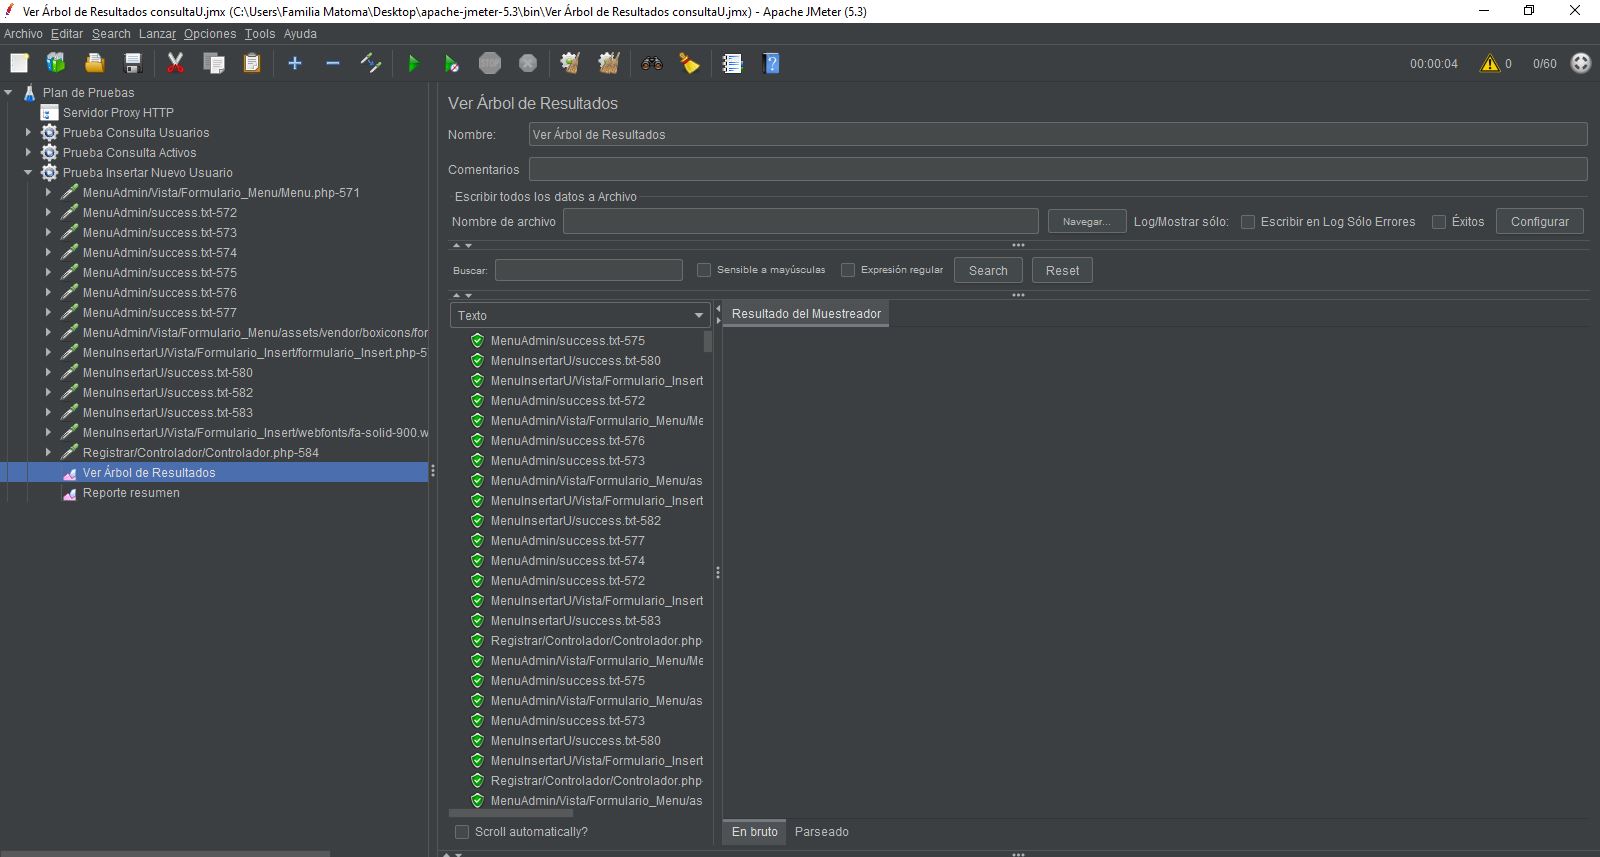 Ver Árbol de Resultados consultaU.jmx (C:\Users\Familia Matoma\Desktop\apache-jmeter-5.3\bin\Ver Árbol de Resultados consultaU.jmx) - Apache JMeter (5.3)
Archivo Editar Search Lanzar Opciones Tools Ayuda
STOP 00:00:04 0 0/60
Plan de Pruebas
Servidor Proxy HTTP
Prueba Consulta Usuarios
Prueba Consulta Activos
Prueba Insertar Nuevo Usuario
MenuAdmin/Vista/Formulario_Menu/Menu.php-571
MenuAdmin/success.txt-572
MenuAdmin/success.txt-573
MenuAdmin/success.txt-574
MenuAdmin/success.txt-575
MenuAdmin/success.txt-576
MenuAdmin/success.txt-577
MenuAdmin/Vista/Formulario_Menu/assets/vendor/boxicons/for
MenuInsertarU/Vista/Formulario_Insert/formulario_Insert.php-5
MenuInsertarU/success.txt-580
MenuInsertarU/success.txt-582
MenuInsertarU/success.txt-583
MenuInsertarU/Vista/Formulario_Insert/webfonts/fa-solid-900.w
Registrar/Controlador/Controlador.php-584
Ver Árbol de Resultados
Reporte resumen
Ver Árbol de Resultados
Nombre: Ver Árbol de Resultados
Comentarios
Escribir todos los datos a Archivo
Nombre de archivo Navegar... Log/Mostrar sólo: Escribir en Log Sólo Errores Éxitos Configurar
Buscar: Sensible a mayúsculas Expresión regular Search Reset
Texto
MenuAdmin/success.txt-575
MenuInsertarU/success.txt-580
MenuInsertarU/Vista/Formulario_Insert
MenuAdmin/success.txt-572
MenuAdmin/Vista/Formulario_Menu/Me
MenuAdmin/success.txt-576
MenuAdmin/success.txt-573
MenuAdmin/Vista/Formulario_Menu/as
MenuInsertarU/Vista/Formulario_Insert
MenuInsertarU/success.txt-582
MenuAdmin/success.txt-577
MenuAdmin/success.txt-574
MenuAdmin/success.txt-572
MenuInsertarU/Vista/Formulario_Insert
MenuInsertarU/success.txt-583
Registrar/Controlador/Controlador.php-
MenuAdmin/Vista/Formulario_Menu/Me
MenuAdmin/success.txt-575
MenuAdmin/Vista/Formulario_Menu/as
MenuAdmin/success.txt-573
MenuInsertarU/success.txt-580
MenuInsertarU/Vista/Formulario_Insert
Registrar/Controlador/Controlador.php-
MenuAdmin/Vista/Formulario_Menu/as
Scroll automatically?
Resultado del Muestreador
En bruto Parseado